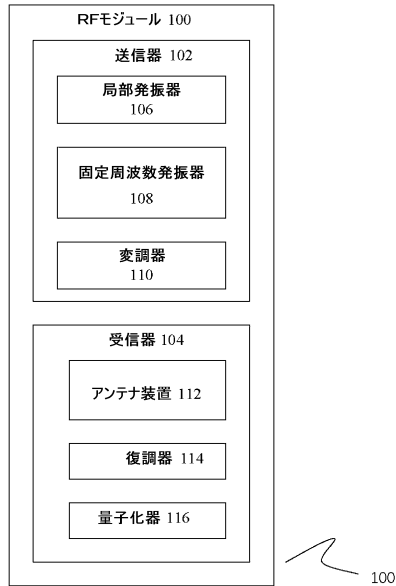 RFモジュール 100
送信器 102
局部発振器
106
固定周波数発振器
108
変調器
110
受信器 104
アンテナ装置 112
復調器 114
量子化器 116
100